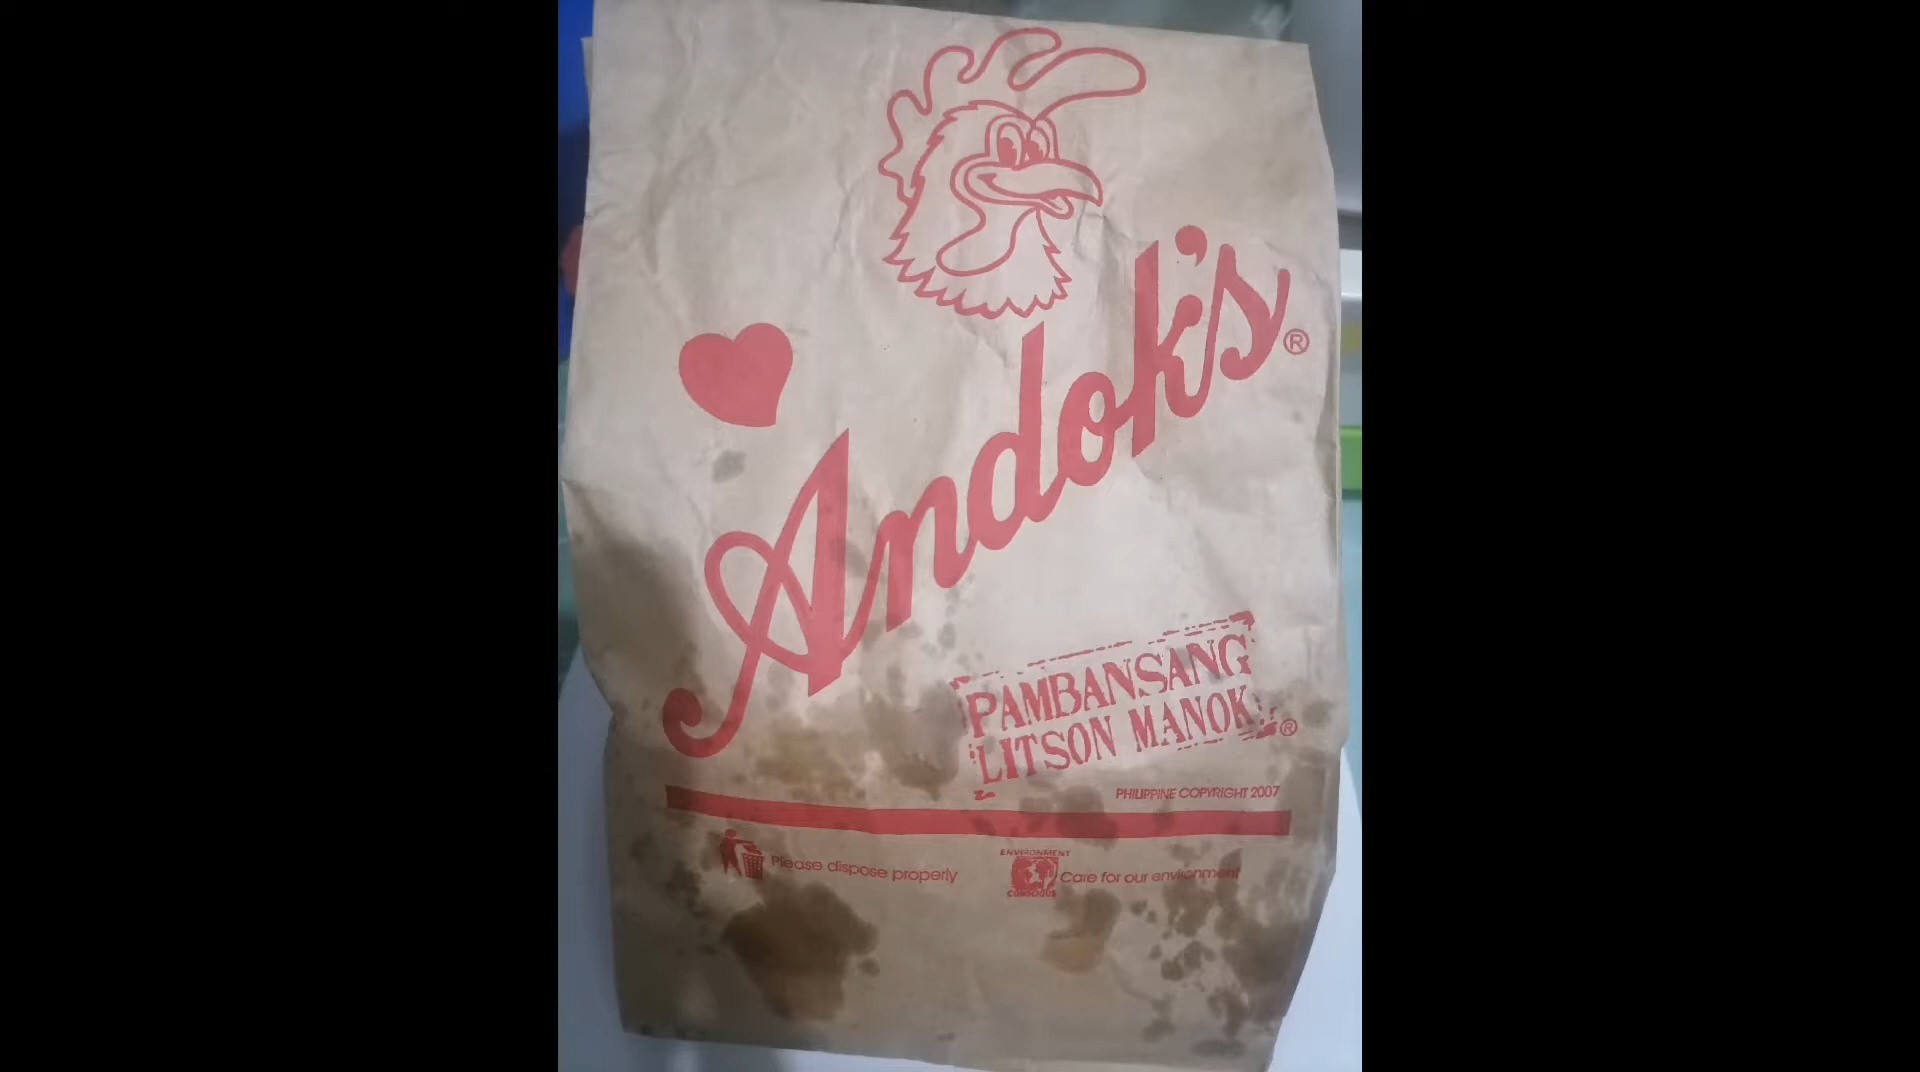 Andok's®
PAMBANSANG
LITSON MANOK®
PHILIPPINE COPYRIGHT 2007
Please dispose properly
ENVIRONMENT
CONSCIOUS
Care for our environment